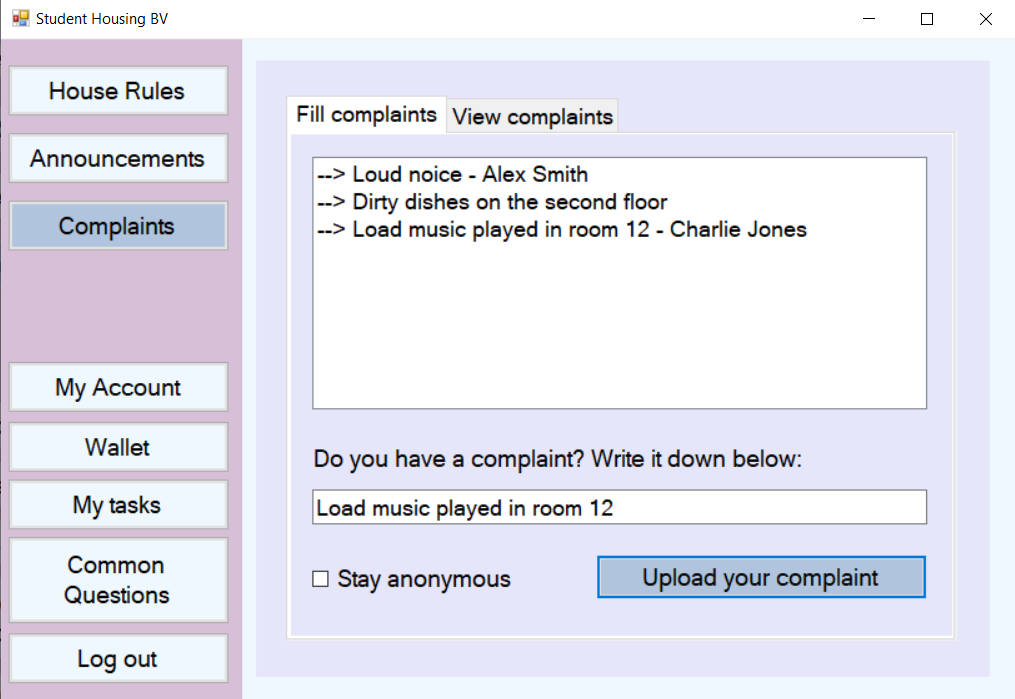 Student Housing BV
House Rules
Announcements
Complaints
My Account
Wallet
My tasks
Common
Questions
Log out
Fill complaints
View complaints
--> Loud noice - Alex Smith
--> Dirty dishes on the second floor
--> Load music played in room 12 - Charlie Jones
Do you have a complaint? Write it down below:
Load music played in room 12
Stay anonymous
Upload your complaint